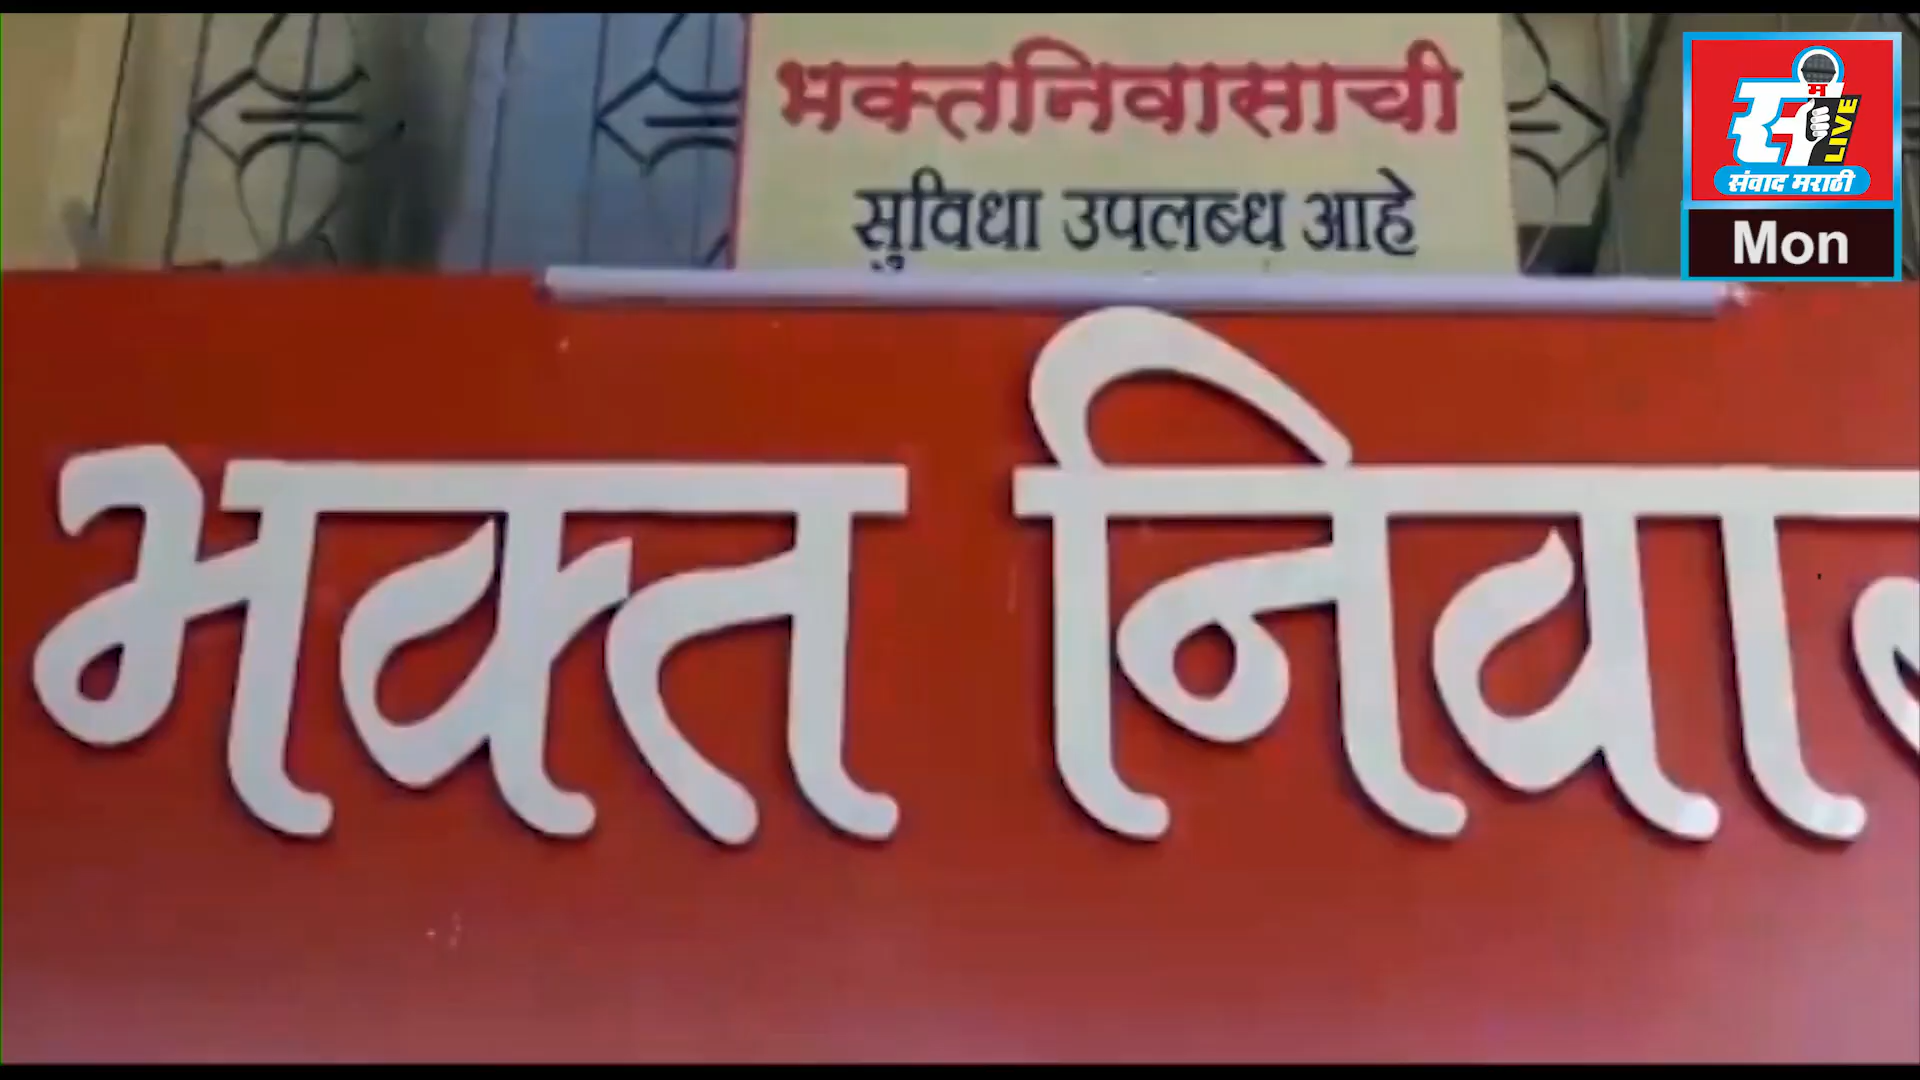 भक्तनिवासाची
सुविधा उपलब्ध आहे
भक्त निवा
स
म
LIVE
संवाद मराठी
Mon